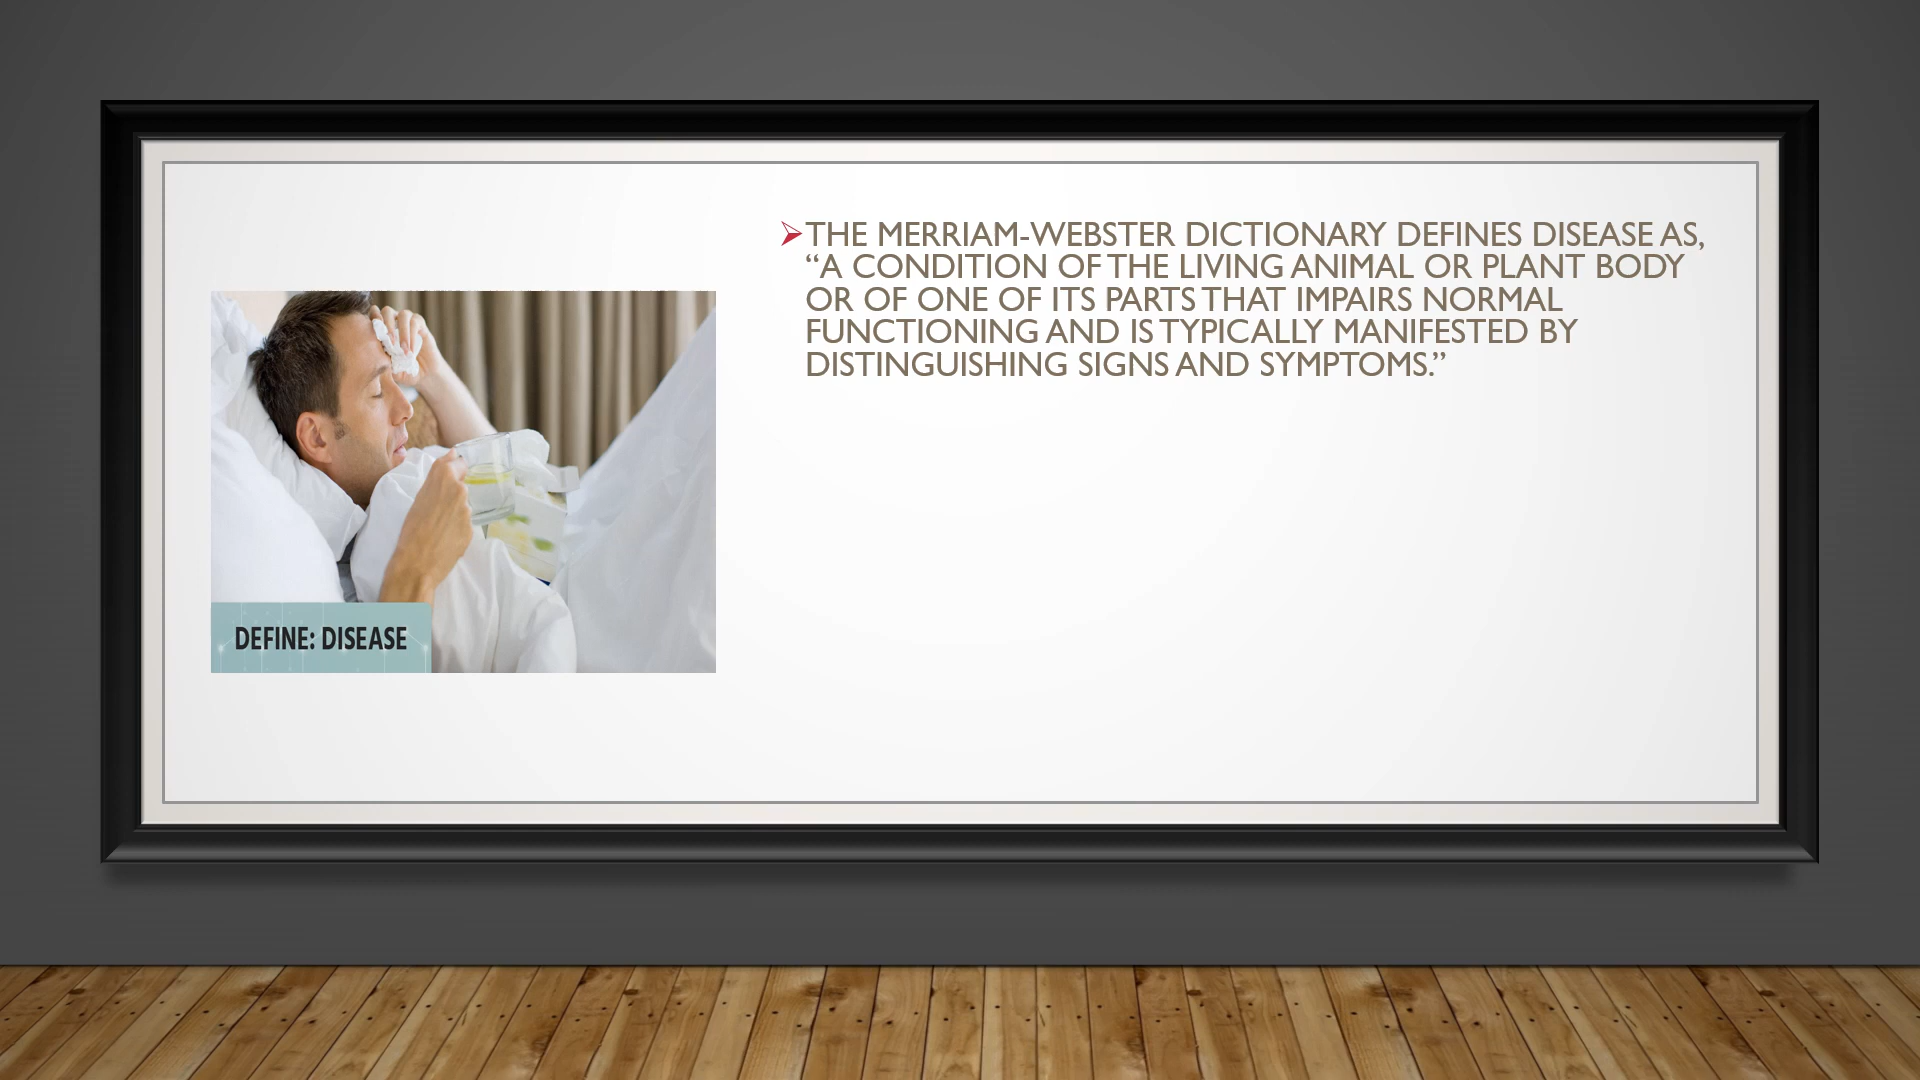 THE MERRIAM-WEBSTER DICTIONARY DEFINES DISEASE AS,
“A CONDITION OF THE LIVING ANIMAL OR PLANT BODY
OR OF ONE OF ITS PARTS THAT IMPAIRS NORMAL
FUNCTIONING AND IS TYPICALLY MANIFESTED BY
DISTINGUISHING SIGNS AND SYMPTOMS.”
DEFINE: DISEASE